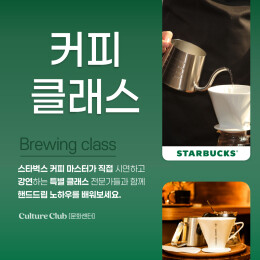 커피
클래스
Brewing class
스타벅스 커피 마스터가 직접 시연하고
강연하는 특별 클래스 전문가들과 함께
핸드드립 노하우를 배워보세요.
Culture Club (문화센터)
STARBUCKS